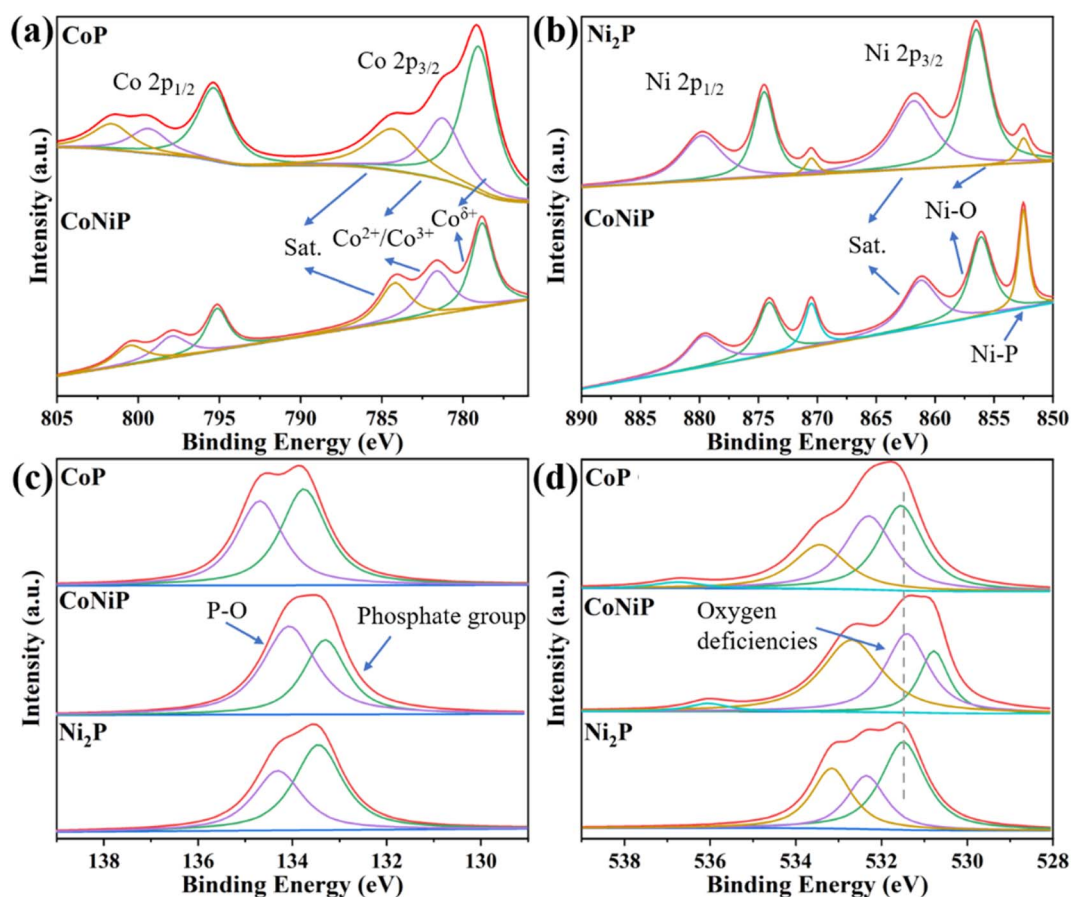 (a)
CoP
Co 2p1/2
Co 2p3/2
CoNiP
Sat.
Co2+/Co3+
Coδ+
Intensity (a.u.)
805 800 795 790 785 780
Binding Energy (eV)
(b)
Ni2P
Ni 2p1/2
Ni 2p3/2
CoNiP
Sat.
Ni-O
Ni-P
Intensity (a.u.)
890 885 880 875 870 865 860 855 850
Binding Energy (eV)
(c)
CoP
CoNiP
P-O
Phosphate group
Ni2P
Intensity (a.u.)
138 136 134 132 130
Binding Energy (eV)
(d)
CoP
CoNiP
Oxygen
deficiencies
Ni2P
Intensity (a.u.)
538 536 534 532 530 528
Binding Energy (eV)